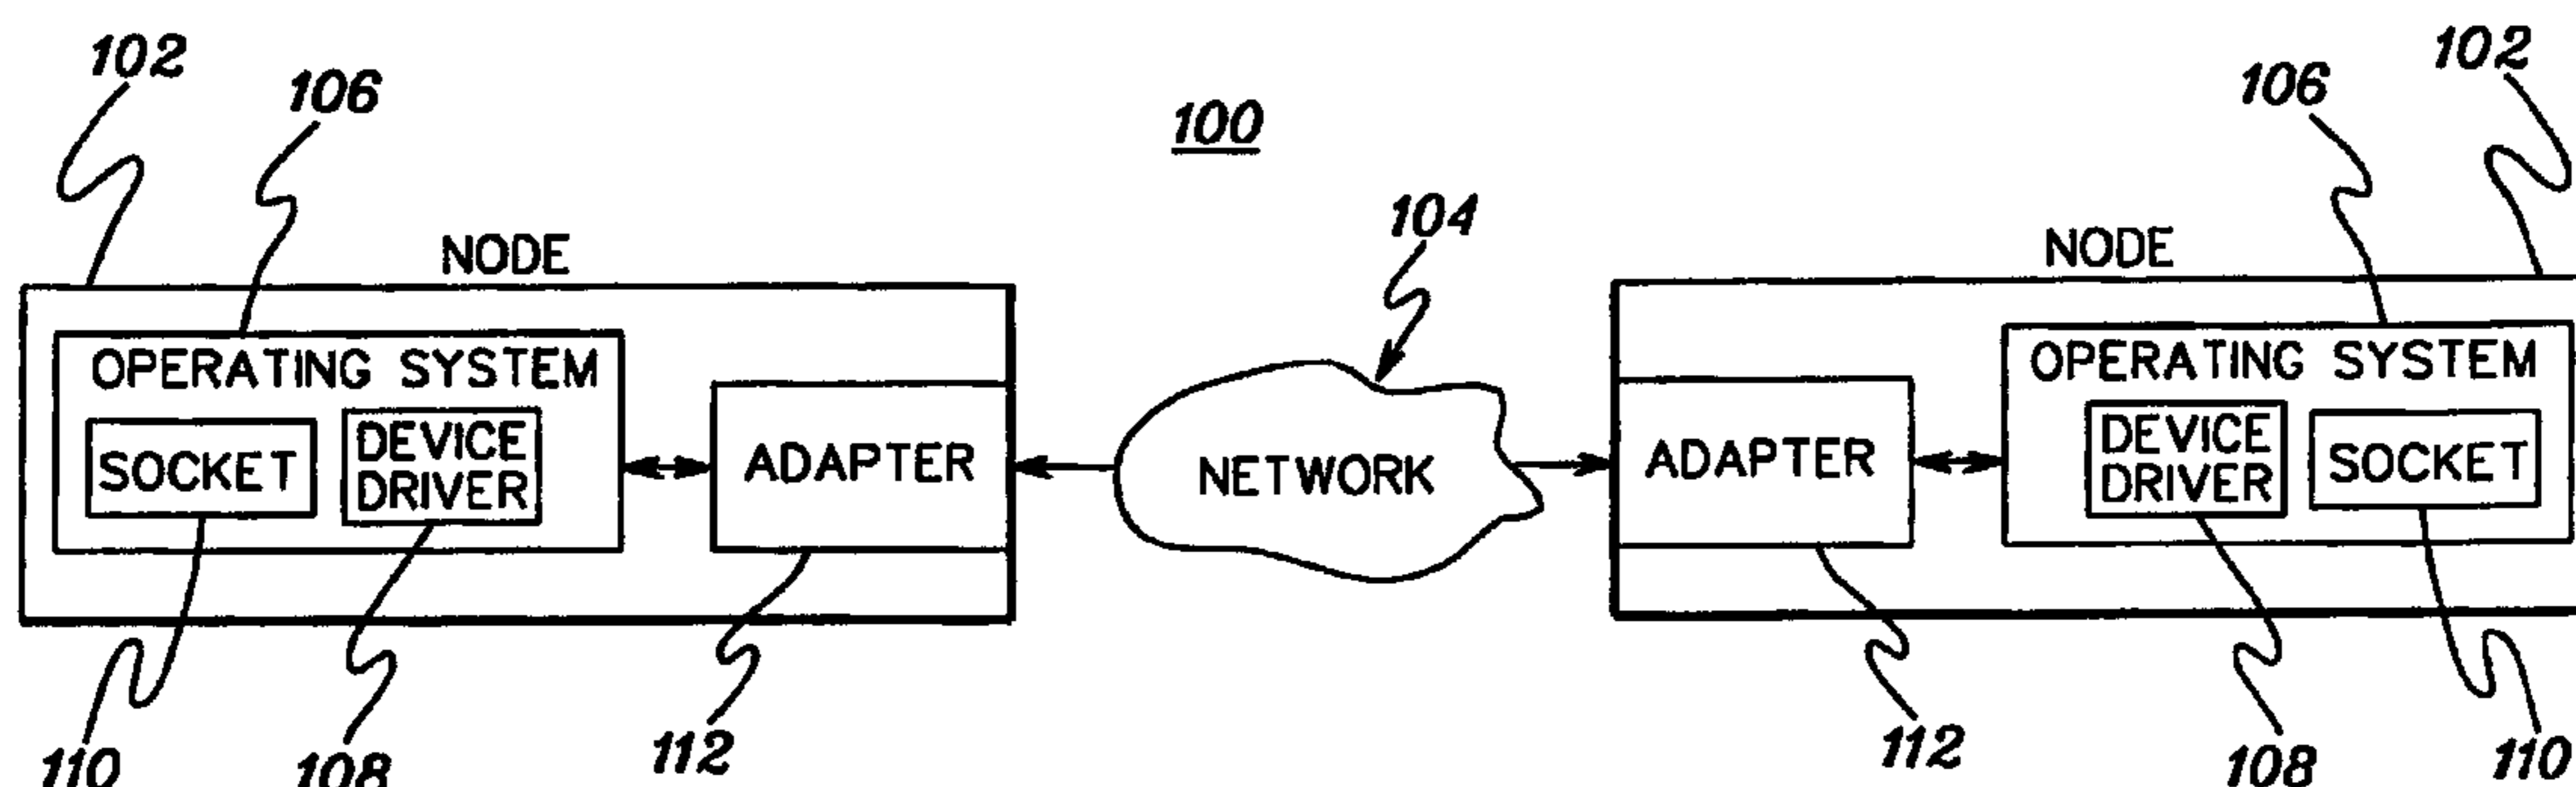 102
106
100
104
106
102
NODE
NODE
OPERATING SYSTEM
SOCKET
DEVICE
DRIVER
ADAPTER
NETWORK
ADAPTER
OPERATING SYSTEM
DEVICE
DRIVER
SOCKET
110
108
112
112
108
110